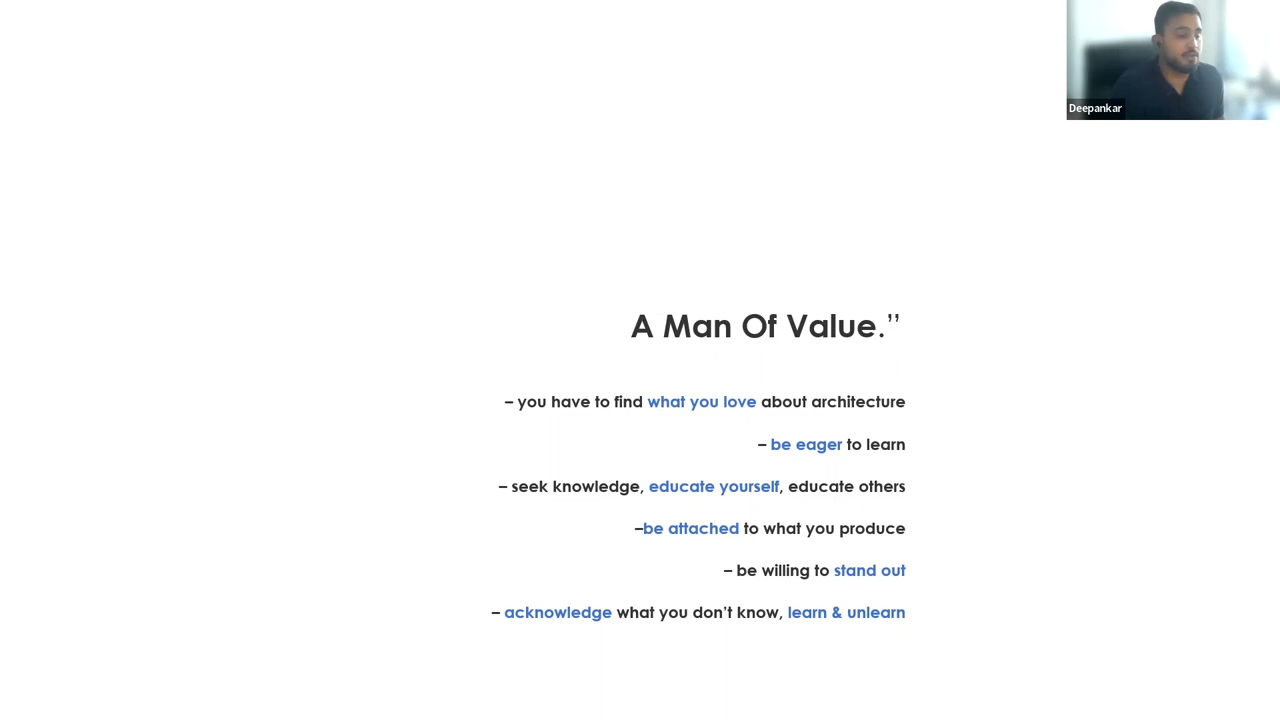 Deepankar
A Man Of Value.”
– you have to find what you love about architecture
– be eager to learn
– seek knowledge, educate yourself, educate others
–be attached to what you produce
– be willing to stand out
– acknowledge what you don’t know, learn & unlearn